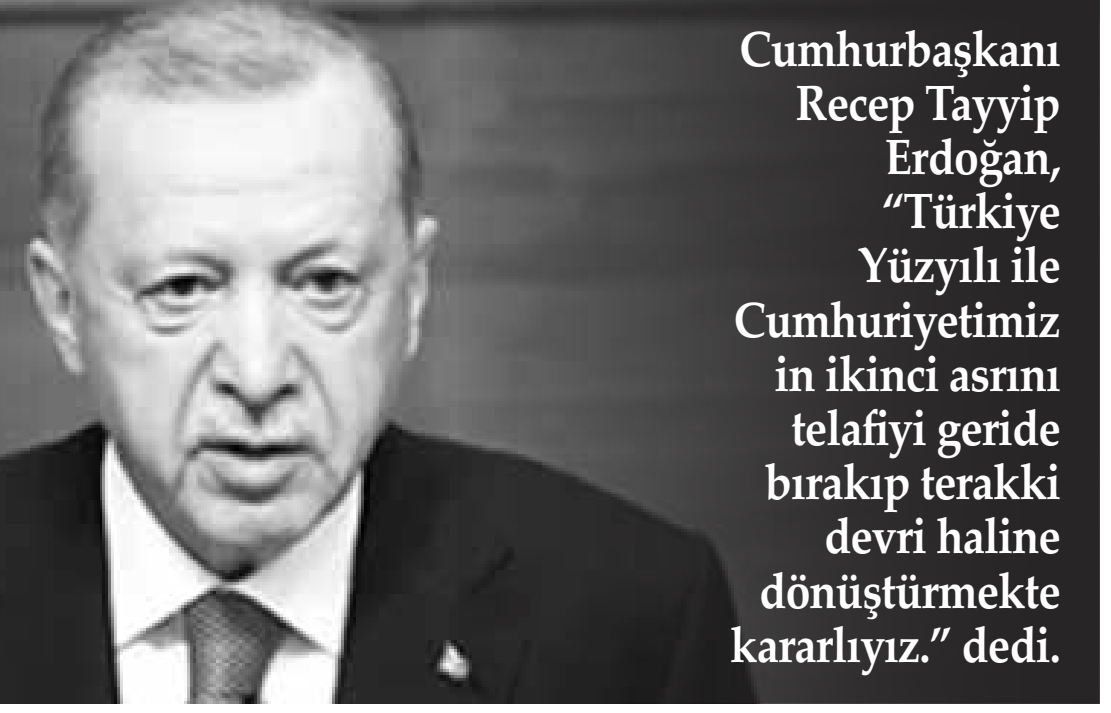 Cumhurbaşkanı
Recep Tayyip
Erdoğan,
“Türkiye
Yüzyılı ile
Cumhuriyetimiz
in ikinci asrını
telafiyi geride
bırakıp terakki
devri haline
dönüştürmekte
kararlıyız.” dedi.